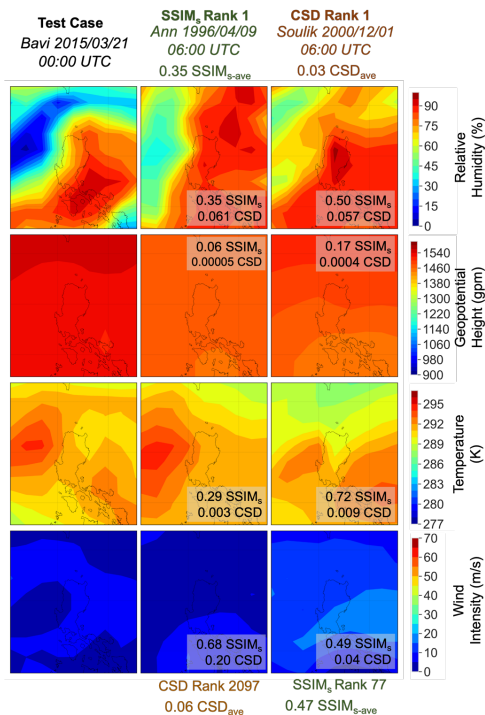 Test Case
Bavi 2015/03/21
00:00 UTC
SSIMs Rank 1
Ann 1996/04/09
06:00 UTC
0.35 SSIMs-ave
CSD Rank 1
Soulik 2000/12/01
06:00 UTC
0.03 CSDave
0.35 SSIMs
0.061 CSD
0.50 SSIMs
0.057 CSD
90
75
60
45
30
15
0
Relative
Humidity (%)
0.06 SSIMs
0.00005 CSD
0.17 SSIMs
0.0004 CSD
1540
1460
1380
1300
1220
1140
1060
980
900
Geopotential
Height (gpm)
0.29 SSIMs
0.003 CSD
0.72 SSIMs
0.009 CSD
295
292
289
286
283
280
277
Temperature
(K)
0.68 SSIMs
0.20 CSD
0.49 SSIMs
0.04 CSD
70
60
50
40
30
20
10
0
Wind
Intensity (m/s)
CSD Rank 2097
0.06 CSDave
SSIMs Rank 77
0.47 SSIMs-ave